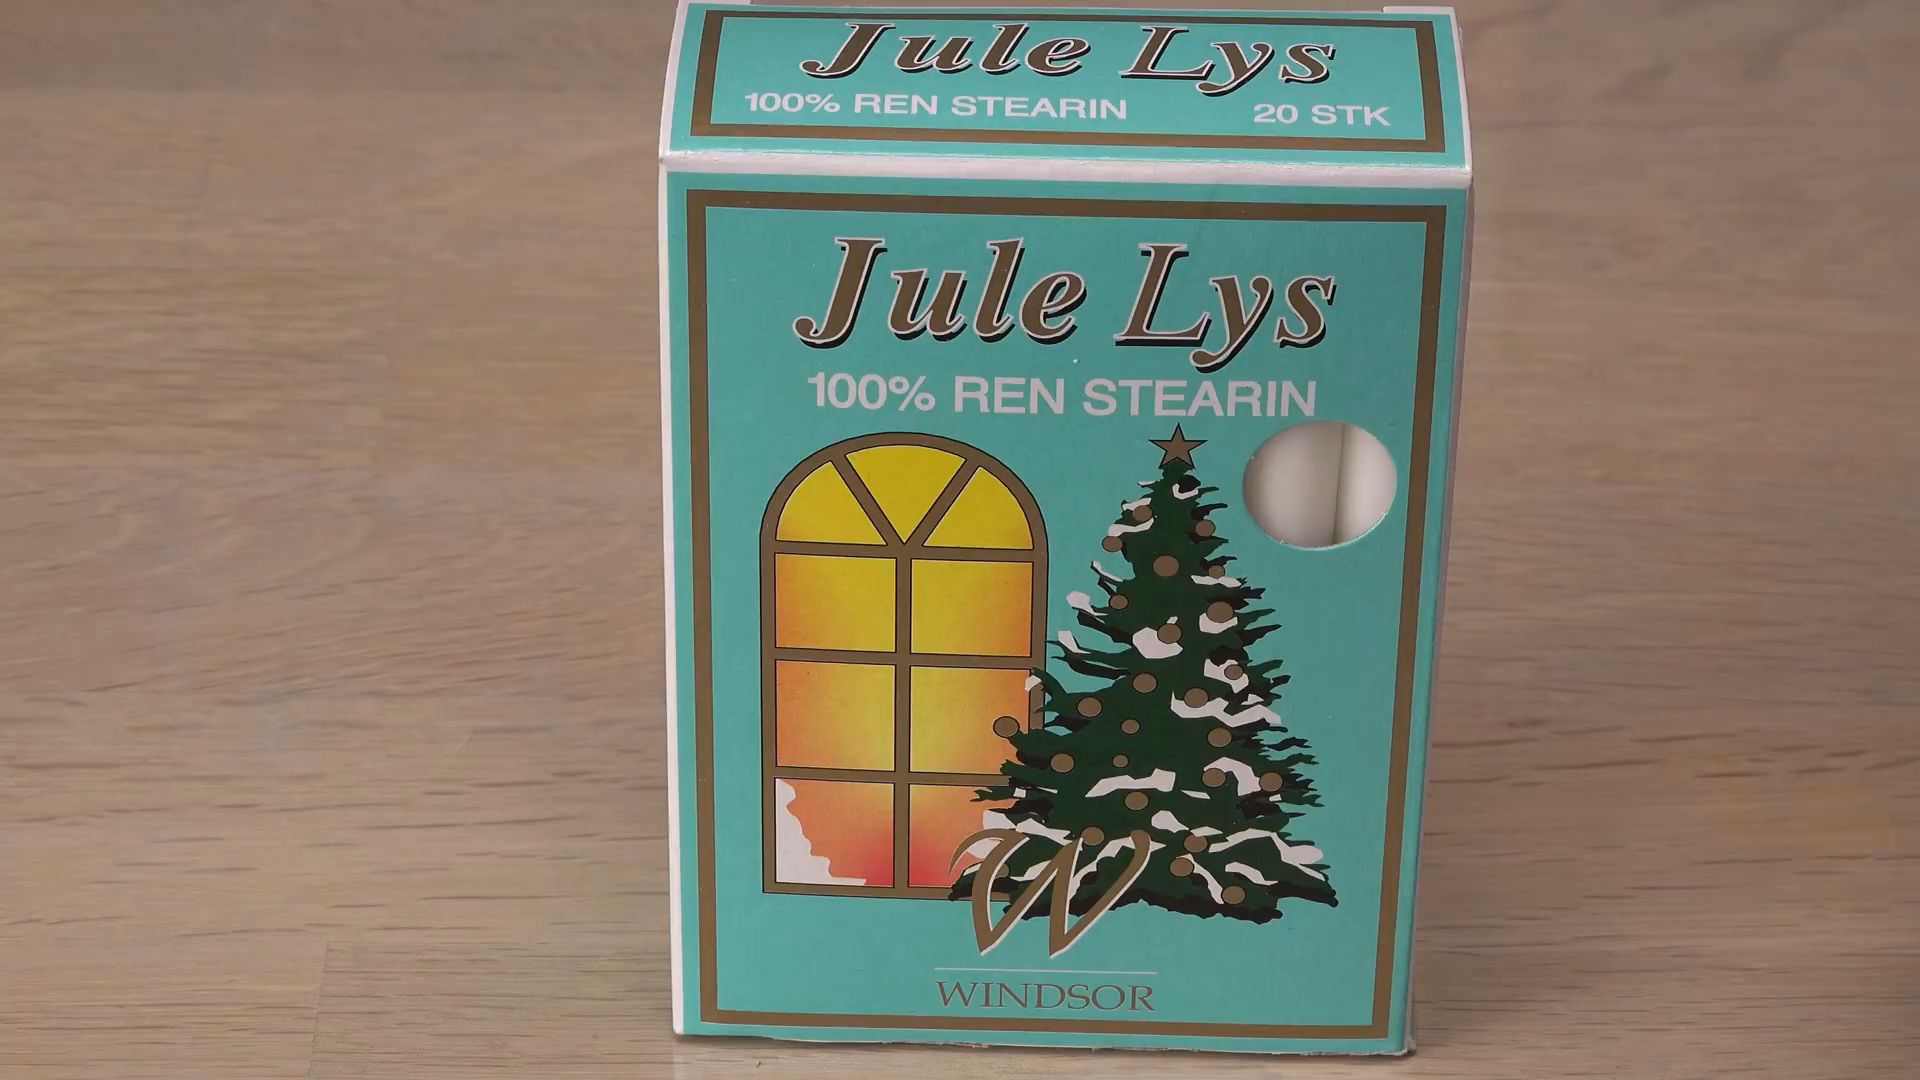 Jule Lys
100% REN STEARIN 20 STK
Jule Lys
100% REN STEARIN
W
WINDSOR